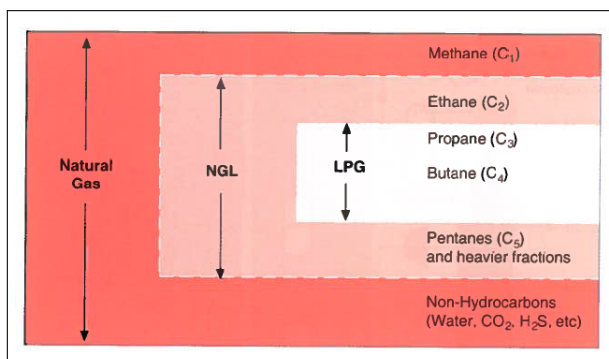 Methane (C₁)
Ethane (C₂)
Propane (C₃)
Butane (C₄)
Natural
Gas
NGL
LPG
Pentanes (C₅)
and heavier fractions
Non-Hydrocarbons
(Water, CO₂, H₂S, etc)